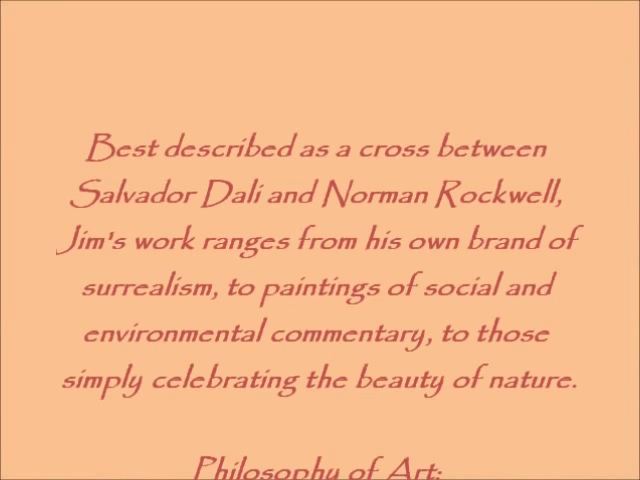 Best described as a cross between
Salvador Dali and Norman Rockwell,
Jim's work ranges from his own brand of
surrealism, to paintings of social and
environmental commentary, to those
simply celebrating the beauty of nature.
Philosophy of Art: